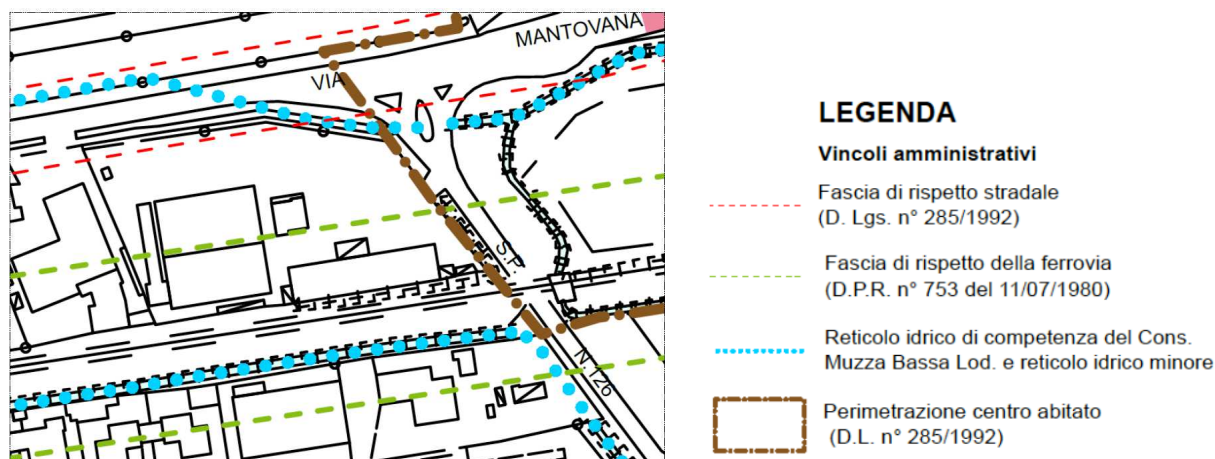 MANTOVANA
VIA
S.P.
N.126
LEGENDA
Vincoli amministrativi
Fascia di rispetto stradale
(D. Lgs. n° 285/1992)
Fascia di rispetto della ferrovia
(D.P.R. n° 753 del 11/07/1980)
Reticolo idrico di competenza del Cons.
Muzza Bassa Lod. e reticolo idrico minore
Perimetrazione centro abitato
(D.L. n° 285/1992)